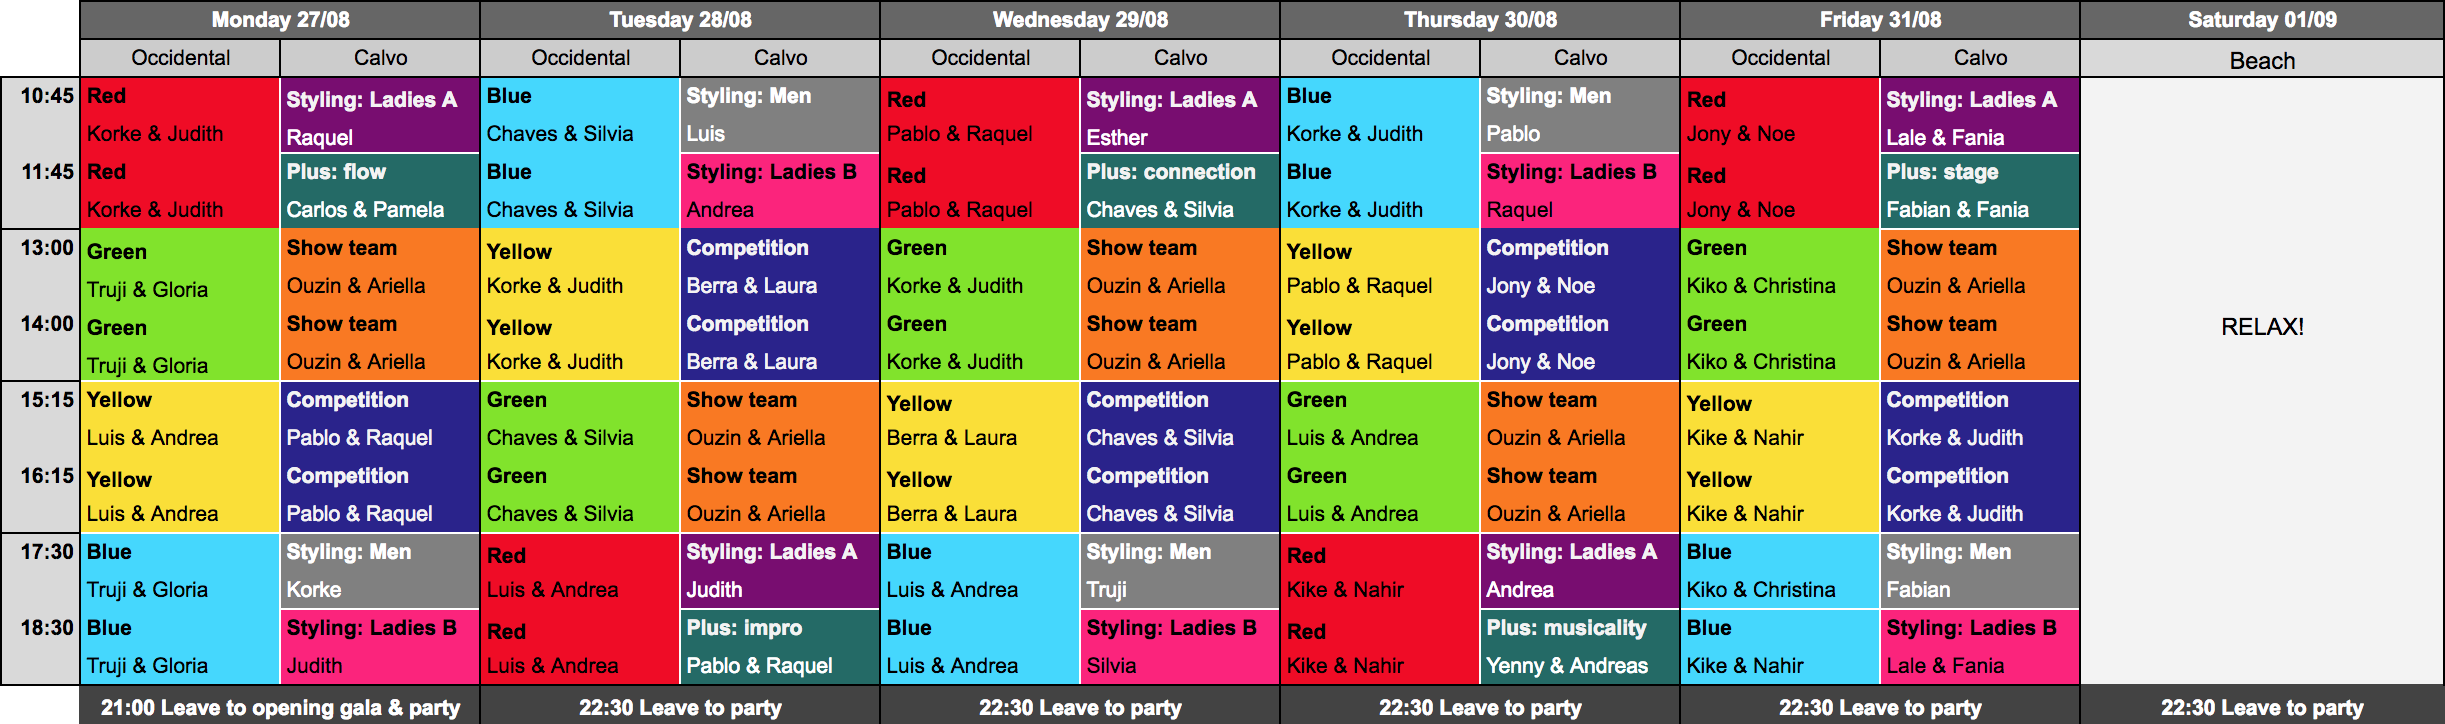 Monday 27/08 Tuesday 28/08 Wednesday 29/08 Thursday 30/08 Friday 31/08 Saturday 01/09
Occidental Calvo Occidental Calvo Occidental Calvo Occidental Calvo Occidental Calvo Beach
10:45 Red Styling: Ladies A Blue Styling: Men Red Styling: Ladies A Blue Styling: Men Red Styling: Ladies A
Korke & Judith Raquel Chaves & Silvia Luis Pablo & Raquel Esther Korke & Judith Pablo Jony & Noe Lale & Fania
11:45 Red Plus: flow Blue Styling: Ladies B Red Plus: connection Blue Styling: Ladies B Red Plus: stage
Korke & Judith Carlos & Pamela Chaves & Silvia Andrea Pablo & Raquel Chaves & Silvia Korke & Judith Raquel Jony & Noe Fabian & Fania
13:00 Green Show team Yellow Competition Green Show team Yellow Competition Green Show team
Truji & Gloria Ouzin & Ariella Korke & Judith Berra & Laura Korke & Judith Ouzin & Ariella Pablo & Raquel Jony & Noe Kiko & Christina Ouzin & Ariella
14:00 Green Show team Yellow Competition Green Show team Yellow Competition Green Show team RELAX!
Truji & Gloria Ouzin & Ariella Korke & Judith Berra & Laura Korke & Judith Ouzin & Ariella Pablo & Raquel Jony & Noe Kiko & Christina Ouzin & Ariella
15:15 Yellow Competition Green Show team Yellow Competition Green Show team Yellow Competition
Luis & Andrea Pablo & Raquel Chaves & Silvia Ouzin & Ariella Berra & Laura Chaves & Silvia Luis & Andrea Ouzin & Ariella Kike & Nahir Korke & Judith
16:15 Yellow Competition Green Show team Yellow Competition Green Show team Yellow Competition
Luis & Andrea Pablo & Raquel Chaves & Silvia Ouzin & Ariella Berra & Laura Chaves & Silvia Luis & Andrea Ouzin & Ariella Kike & Nahir Korke & Judith
17:30 Blue Styling: Men Red Styling: Ladies A Blue Styling: Men Red Styling: Ladies A Blue Styling: Men
Truji & Gloria Korke Luis & Andrea Judith Luis & Andrea Truji Kike & Nahir Andrea Kiko & Christina Fabian
18:30 Blue Styling: Ladies B Red Plus: impro Blue Styling: Ladies B Red Plus: musicality Blue Styling: Ladies B
Truji & Gloria Judith Luis & Andrea Pablo & Raquel Luis & Andrea Silvia Kike & Nahir Yenny & Andreas Kike & Nahir Lale & Fania
21:00 Leave to opening gala & party 22:30 Leave to party 22:30 Leave to party 22:30 Leave to party 22:30 Leave to party 22:30 Leave to party